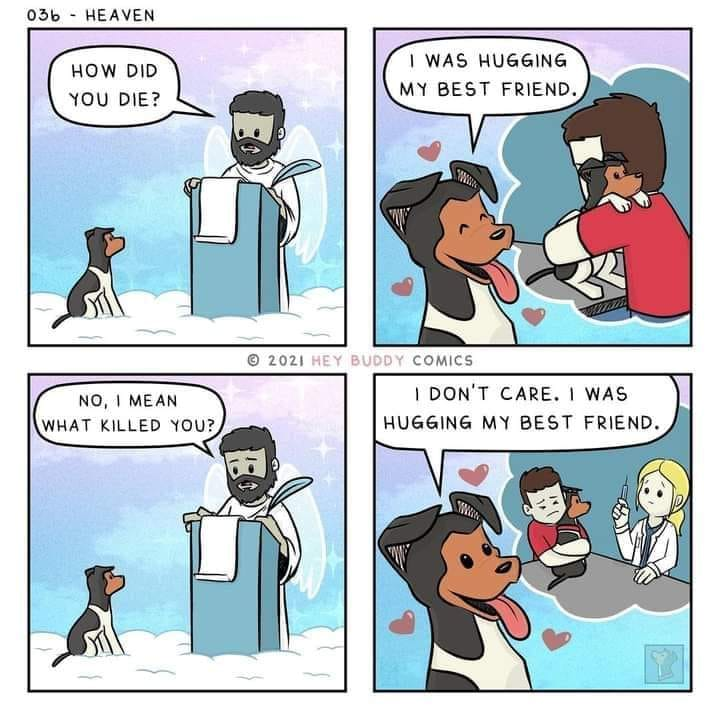 036 - HEAVEN
HOW DID
YOU DIE?
I WAS HUGGING
MY BEST FRIEND.
© 2021 HEY BUDDY COMICS
NO, I MEAN
WHAT KILLED YOU?
I DON'T CARE. I WAS
HUGGING MY BEST FRIEND.